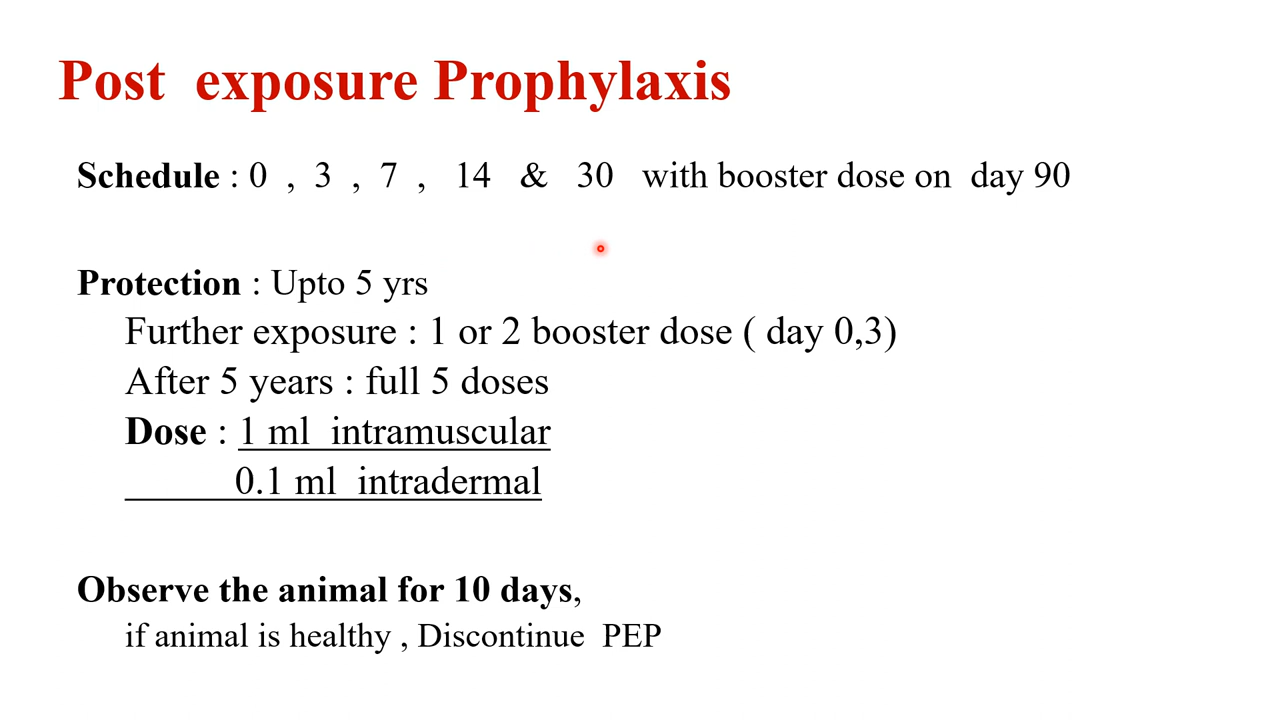 Post exposure Prophylaxis
Schedule : 0 , 3 , 7 , 14 & 30 with booster dose on day 90
Protection : Upto 5 yrs
Further exposure : 1 or 2 booster dose ( day 0,3)
After 5 years : full 5 doses
Dose : 1 ml intramuscular
0.1 ml intradermal
Observe the animal for 10 days,
if animal is healthy , Discontinue PEP